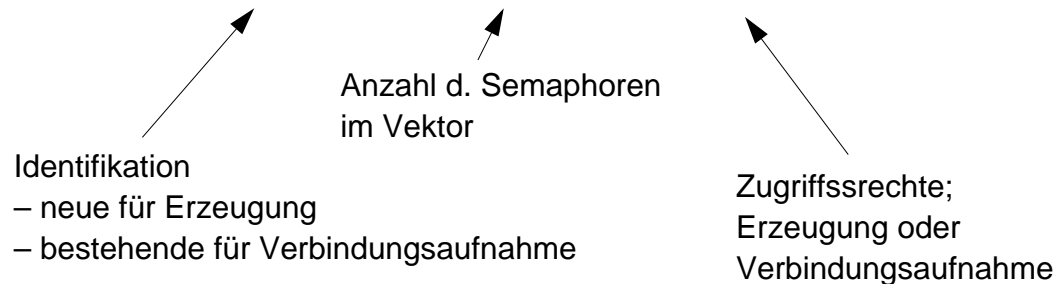 Anzahl d. Semaphoren
im Vektor
Identifikation
– neue für Erzeugung
– bestehende für Verbindungsaufnahme
Zugriffssrechte;
Erzeugung oder
Verbindungsaufnahme